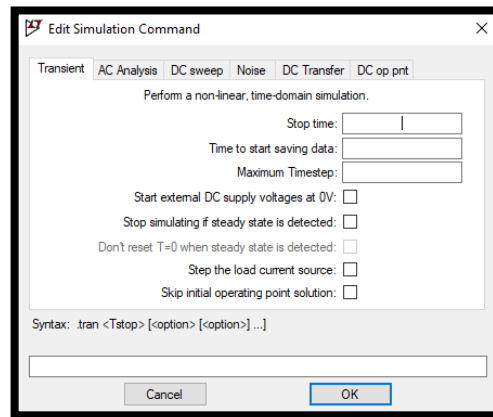 Edit Simulation Command
Transient AC Analysis DC sweep Noise DC Transfer DC op pnt
Perform a non-linear, time-domain simulation.
Stop time:
Time to start saving data:
Maximum Timestep:
Start external DC supply voltages at 0V:
Stop simulating if steady state is detected:
Don't reset T=0 when steady state is detected:
Step the load current source:
Skip initial operating point solution:
Syntax: .tran <Tstop> [<option> [<option>] ...]
Cancel OK